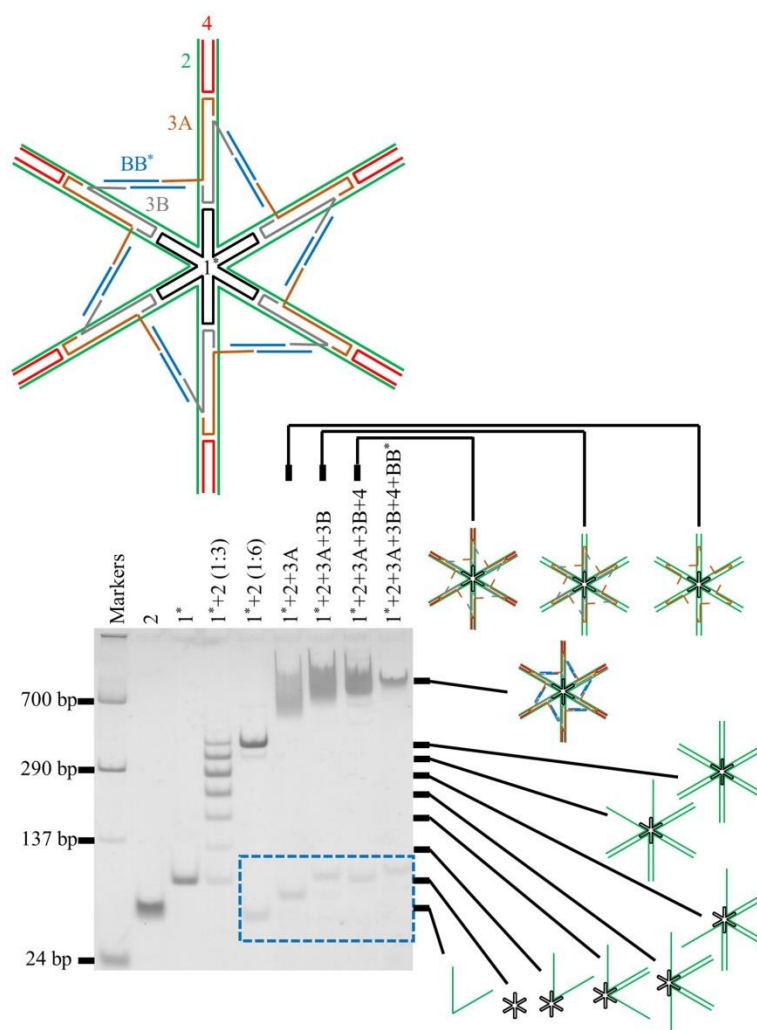 4
2
3A
BB*
3B
1*
Markers
2
1*
1*+2 (1:3)
1*+2 (1:6)
1*+2+3A
1*+2+3A+3B
1*+2+3A+3B+4
1*+2+3A+3B+4+BB*
700 bp
290 bp
137 bp
24 bp